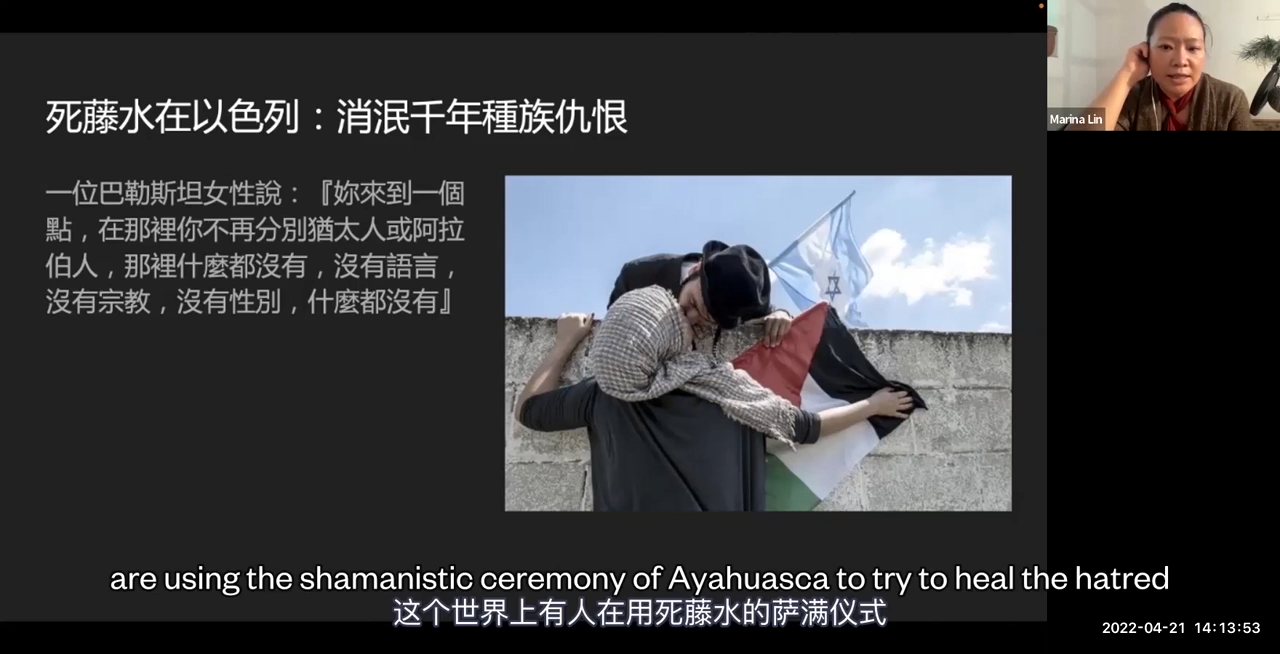 死藤水在以色列：消泯千年種族仇恨
一位巴勒斯坦女性說：『妳來到一個
點，在那裡你不再分別猶太人或阿拉
伯人，那裡什麼都沒有，沒有語言，
沒有宗教，沒有性別，什麼都沒有』
Marina Lin
are using the shamanistic ceremony of Ayahuasca to try to heal the hatred
这个世界上有人在用死藤水的萨满仪式
2022-04-21 14:13:53